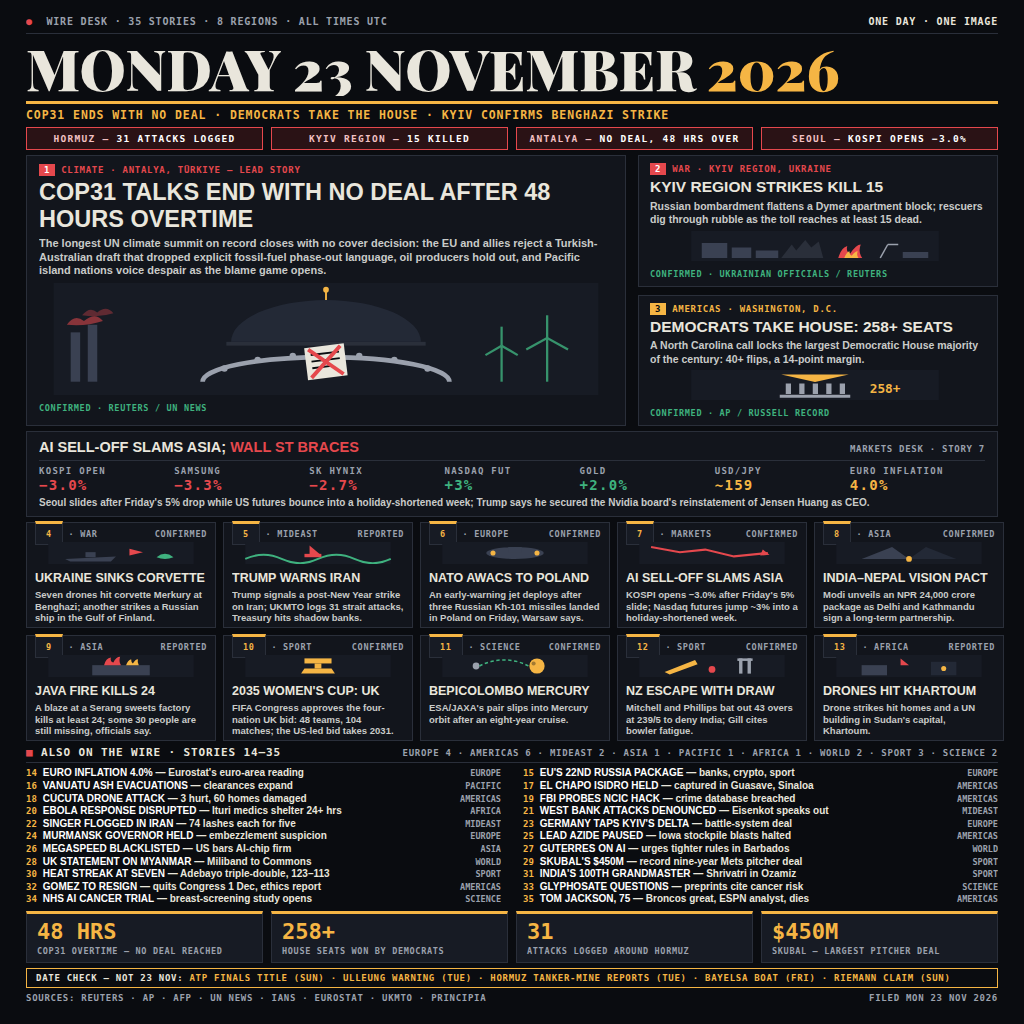 ● WIRE DESK · 35 STORIES · 8 REGIONS · ALL TIMES UTC
ONE DAY · ONE IMAGE
MONDAY 23 NOVEMBER 2026
COP31 ENDS WITH NO DEAL · DEMOCRATS TAKE THE HOUSE · KYIV CONFIRMS BENGHAZI STRIKE
HORMUZ — 31 ATTACKS LOGGED
KYIV REGION — 15 KILLED
ANTALYA — NO DEAL, 48 HRS OVER
SEOUL — KOSPI OPENS −3.0%
1 CLIMATE · ANTALYA, TÜRKIYE — LEAD STORY
COP31 TALKS END WITH NO DEAL AFTER 48
HOURS OVERTIME
The longest UN climate summit on record closes with no cover decision: the EU and allies reject a Turkish-
Australian draft that dropped explicit fossil-fuel phase-out language, oil producers hold out, and Pacific
island nations voice despair as the blame game opens.
CONFIRMED · REUTERS / UN NEWS
2 WAR · KYIV REGION, UKRAINE
KYIV REGION STRIKES KILL 15
Russian bombardment flattens a Dymer apartment block; rescuers
dig through rubble as the toll reaches at least 15 dead.
CONFIRMED · UKRAINIAN OFFICIALS / REUTERS
3 AMERICAS · WASHINGTON, D.C.
DEMOCRATS TAKE HOUSE: 258+ SEATS
A North Carolina call locks the largest Democratic House majority
of the century: 40+ flips, a 14-point margin.
258+
CONFIRMED · AP / RUSSELL RECORD
AI SELL-OFF SLAMS ASIA; WALL ST BRACES
MARKETS DESK · STORY 7
KOSPI OPEN
−3.0%
SAMSUNG
−3.3%
SK HYNIX
−2.7%
NASDAQ FUT
+3%
GOLD
+2.0%
USD/JPY
~159
EURO INFLATION
4.0%
Seoul slides after Friday's 5% drop while US futures bounce into a holiday-shortened week; Trump says he secured the Nvidia board's reinstatement of Jensen Huang as CEO.
4 · WAR CONFIRMED
UKRAINE SINKS CORVETTE
Seven drones hit corvette Merkury at
Benghazi; another strikes a Russian
ship in the Gulf of Finland.
5 · MIDEAST REPORTED
TRUMP WARNS IRAN
Trump signals a post-New Year strike
on Iran; UKMTO logs 31 strait attacks,
Treasury hits shadow banks.
6 · EUROPE CONFIRMED
NATO AWACS TO POLAND
An early-warning jet deploys after
three Russian Kh-101 missiles landed
in Poland on Friday, Warsaw says.
7 · MARKETS CONFIRMED
AI SELL-OFF SLAMS ASIA
KOSPI opens −3.0% after Friday's 5%
slide; Nasdaq futures jump ~3% into a
holiday-shortened week.
8 · ASIA CONFIRMED
INDIA–NEPAL VISION PACT
Modi unveils an NPR 24,000 crore
package as Delhi and Kathmandu
sign a long-term partnership.
9 · ASIA REPORTED
JAVA FIRE KILLS 24
A blaze at a Serang sweets factory
kills at least 24; some 30 people are
still missing, officials say.
10 · SPORT CONFIRMED
2035 WOMEN'S CUP: UK
FIFA Congress approves the four-
nation UK bid: 48 teams, 104
matches; the US-led bid takes 2031.
11 · SCIENCE CONFIRMED
BEPICOLOMBO MERCURY
ESA/JAXA's pair slips into Mercury
orbit after an eight-year cruise.
12 · SPORT CONFIRMED
NZ ESCAPE WITH DRAW
Mitchell and Phillips bat out 43 overs
at 239/5 to deny India; Gill cites
bowler fatigue.
13 · AFRICA REPORTED
DRONES HIT KHARTOUM
Drone strikes hit homes and a UN
building in Sudan's capital,
Khartoum.
■ ALSO ON THE WIRE · STORIES 14–35
EUROPE 4 · AMERICAS 6 · MIDEAST 2 · ASIA 1 · PACIFIC 1 · AFRICA 1 · WORLD 2 · SPORT 3 · SCIENCE 2
14 EURO INFLATION 4.0% — Eurostat's euro-area reading EUROPE
15 EU'S 22ND RUSSIA PACKAGE — banks, crypto, sport EUROPE
16 VANUATU ASH EVACUATIONS — clearances expand PACIFIC
17 EL CHAPO ISIDRO HELD — captured in Guasave, Sinaloa AMERICAS
18 CÚCUTA DRONE ATTACK — 3 hurt, 60 homes damaged AMERICAS
19 FBI PROBES NCIC HACK — crime database breached AMERICAS
20 EBOLA RESPONSE DISRUPTED — Ituri medics shelter 24+ hrs AFRICA
21 WEST BANK ATTACKS DENOUNCED — Eisenkot speaks out MIDEAST
22 SINGER FLOGGED IN IRAN — 74 lashes each for five MIDEAST
23 GERMANY TAPS KYIV'S DELTA — battle-system deal EUROPE
24 MURMANSK GOVERNOR HELD — embezzlement suspicion EUROPE
25 LEAD AZIDE PAUSED — Iowa stockpile blasts halted AMERICAS
26 MEGASPEED BLACKLISTED — US bars AI-chip firm ASIA
27 GUTERRES ON AI — urges tighter rules in Barbados WORLD
28 UK STATEMENT ON MYANMAR — Miliband to Commons WORLD
29 SKUBAL'S $450M — record nine-year Mets pitcher deal SPORT
30 HEAT STREAK AT SEVEN — Adebayo triple-double, 123–113 SPORT
31 INDIA'S 100TH GRANDMASTER — Shrivatri in Ozamiz SPORT
32 GOMEZ TO RESIGN — quits Congress 1 Dec, ethics report AMERICAS
33 GLYPHOSATE QUESTIONS — preprints cite cancer risk SCIENCE
34 NHS AI CANCER TRIAL — breast-screening study opens SCIENCE
35 TOM JACKSON, 75 — Broncos great, ESPN analyst, dies AMERICAS
48 HRS
COP31 OVERTIME — NO DEAL REACHED
258+
HOUSE SEATS WON BY DEMOCRATS
31
ATTACKS LOGGED AROUND HORMUZ
$450M
SKUBAL — LARGEST PITCHER DEAL
DATE CHECK — NOT 23 NOV: ATP FINALS TITLE (SUN) · ULLEUNG WARNING (TUE) · HORMUZ TANKER-MINE REPORTS (TUE) · BAYELSA BOAT (FRI) · RIEMANN CLAIM (SUN)
SOURCES: REUTERS · AP · AFP · UN NEWS · IANS · EUROSTAT · UKMTO · PRINCIPIA
FILED MON 23 NOV 2026